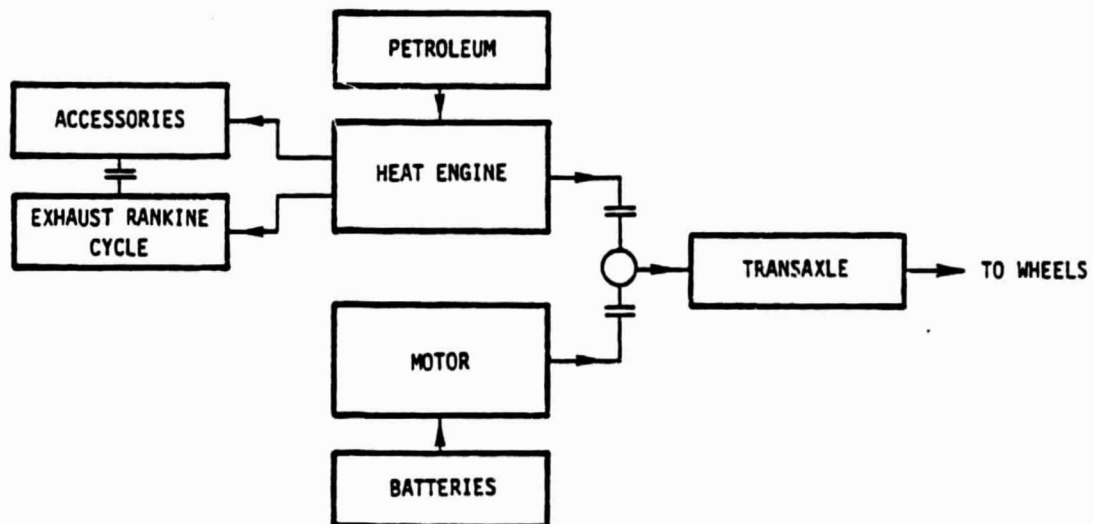 PETROLEUM
ACCESSORIES
HEAT ENGINE
EXHAUST RANKINE
CYCLE
TRANSAXLE
TO WHEELS
MOTOR
BATTERIES